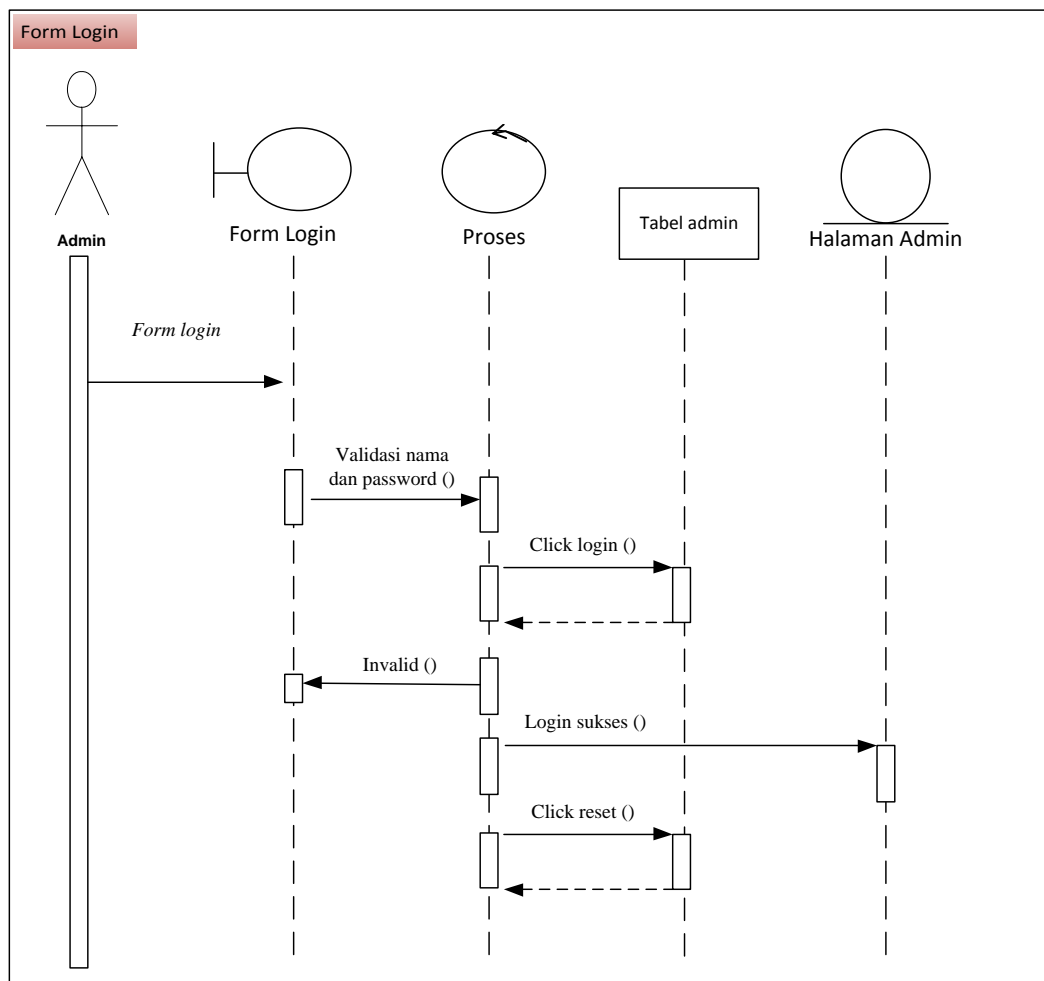 Form Login
Admin
Form Login
Proses
Tabel admin
Halaman Admin
Form login
Validasi nama
dan password ()
Click login ()
Invalid ()
Login sukses ()
Click reset ()